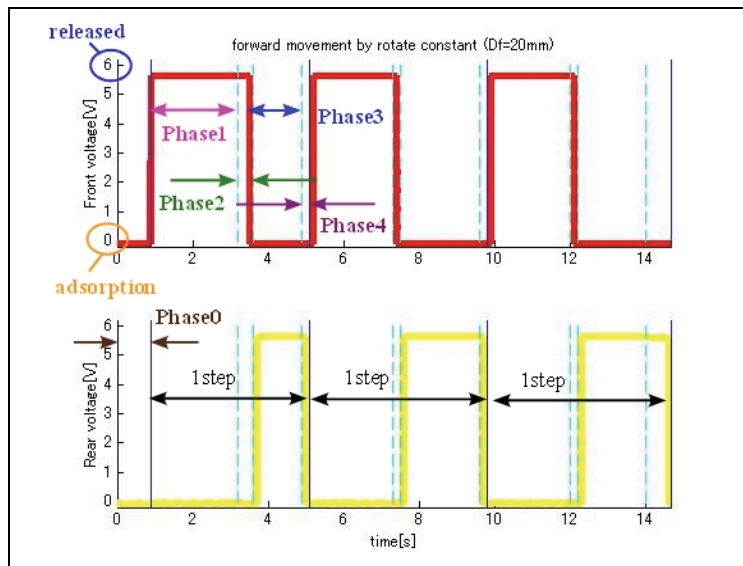 released
forward movement by rotate constant (Df=20mm)
6
5
4
3
2
1
0
Front voltage[V]
Phase1
Phase3
Phase2
Phase4
0 2 4 6 8 10 12 14
adsorption
Phase0
6
5
4
3
2
1
0
Rear voltage[V]
1step 1step 1step
0 2 4 6 8 10 12 14
time[s]